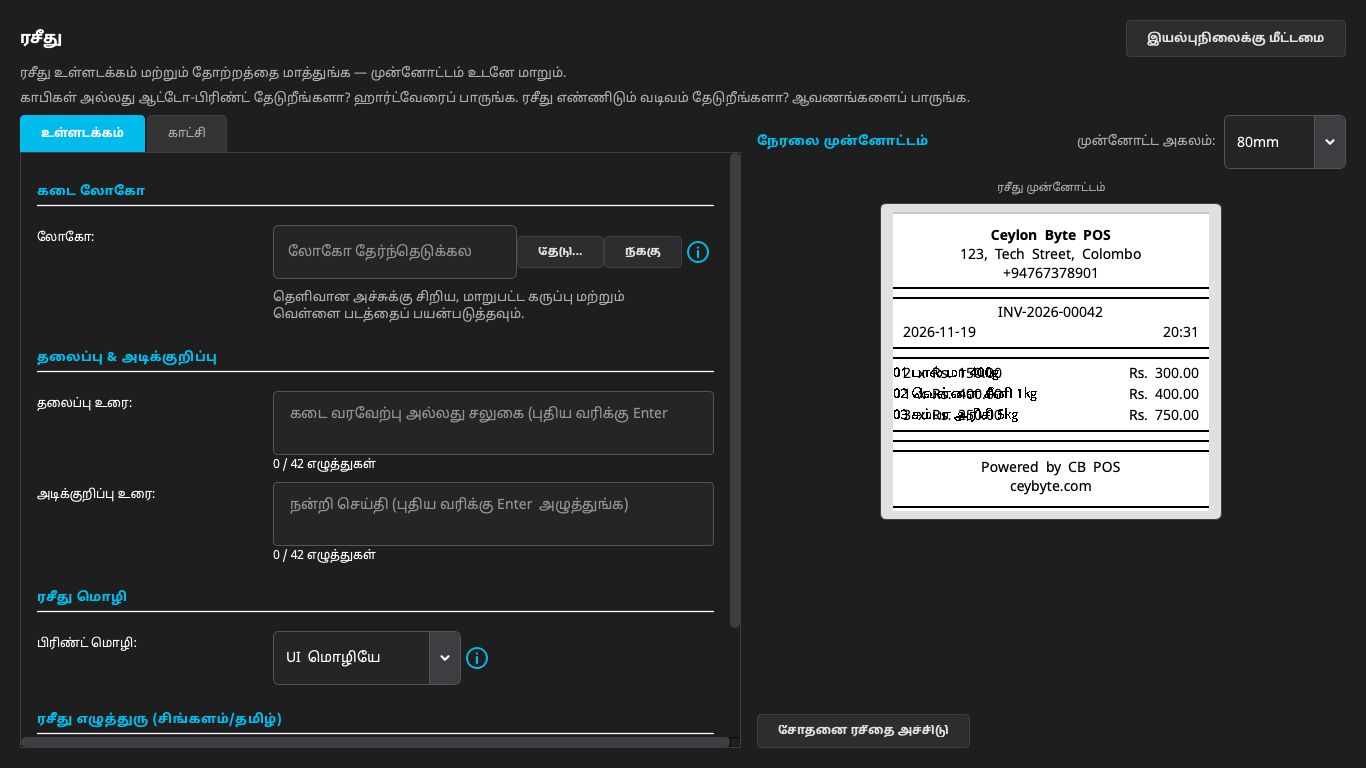 ரசீது
இயல்புநிலைக்கு மீட்டமை
ரசீது உள்ளடக்கம் மற்றும் தோற்றத்தை மாத்துங்க — முன்னோட்டம் உடனே மாறும்.
காபிகள் அல்லது ஆட்டோ-பிரிண்ட் தேடுறீங்களா? ஹார்ட்வேரைப் பாருங்க. ரசீது எண்ணிடும் வடிவம் தேடுறீங்களா? ஆவணங்களைப் பாருங்க.
உள்ளடக்கம்
காட்சி
கடை லோகோ
லோகோ:
லோகோ தேர்ந்தெடுக்கல
தேடு...
நீக்கு
தெளிவான அச்சுக்கு சிறிய, மாறுபட்ட கருப்பு மற்றும்
வெள்ளை படத்தைப் பயன்படுத்தவும்.
தலைப்பு & அடிக்குறிப்பு
தலைப்பு உரை:
கடை வரவேற்பு அல்லது சலுகை (புதிய வரிக்கு Enter
0 / 42 எழுத்துகள்
அடிக்குறிப்பு உரை:
நன்றி செய்தி (புதிய வரிக்கு Enter அழுத்துங்க)
0 / 42 எழுத்துகள்
ரசீது மொழி
பிரிண்ட் மொழி:
UI மொழியே
ரசீது எழுத்துரு (சிங்களம்/தமிழ்)
நேரலை முன்னோட்டம்
முன்னோட்ட அகலம்:
80mm
ரசீது முன்னோட்டம்
Ceylon Byte POS
123, Tech Street, Colombo
+94767378901
INV-2026-00042
2026-11-19 20:31
Rs. 300.00
1kg Rs. 400.00
5kg Rs. 750.00
Powered by CB POS
ceybyte.com
சோதனை ரசீதை அச்சிடு